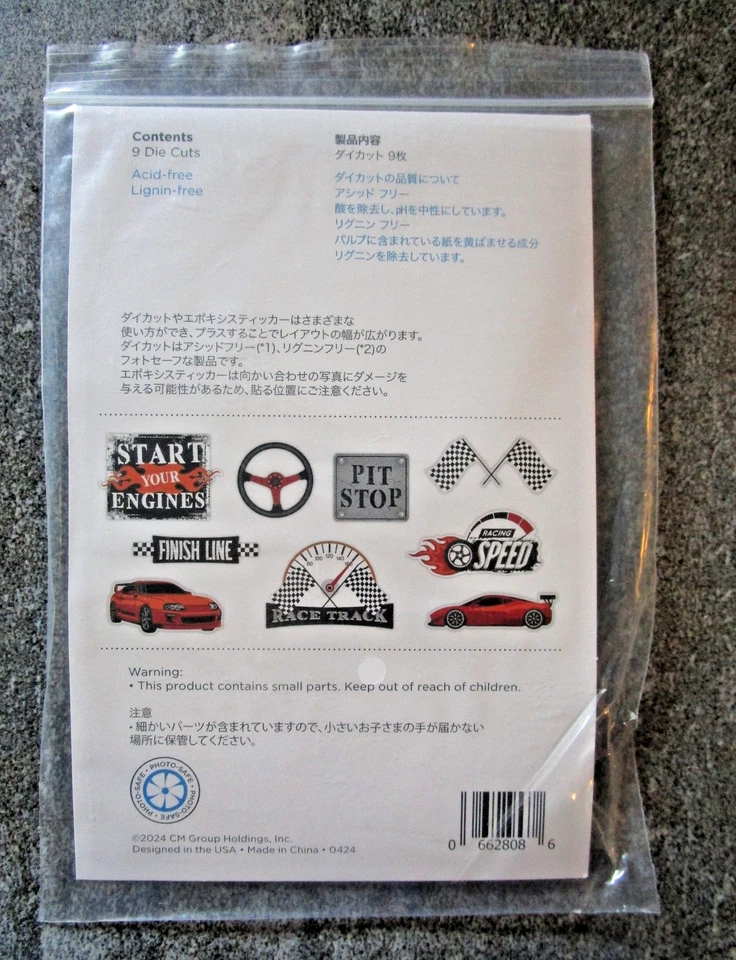 Contents
9 Die Cuts
Acid-free
Lignin-free
製品内容
ダイカット 9枚
ダイカットの品質について
アシッド フリー
酸を除去し、pHを中性にしています。
リグニン フリー
パルプに含まれている紙を黄ばませる成分
リグニンを除去しています。
ダイカットやエポキシスティッカーはさまざまな
使い方ができ、プラスすることでレイアウトの幅が広がります。
ダイカットはアシッドフリー(*1)、リグニンフリー(*2)の
フォトセーフな製品です。
エポキシスティッカーは向かい合わせの写真にダメージを
与える可能性があるため、貼る位置にご注意ください。
START
YOUR
ENGINES
PIT
STOP
FINISH LINE
80 100 120 140
RACE TRACK
RACING
SPEED
Warning:
• This product contains small parts. Keep out of reach of children.
注意
・細かいパーツが含まれていますので、小さいお子さまの手が届かない
場所に保管してください。
PHOTO-SAFE • PHOTO-SAFE • PHOTO-SAFE •
©2024 CM Group Holdings, Inc.
Designed in the USA • Made in China • 0424
0 662808 6